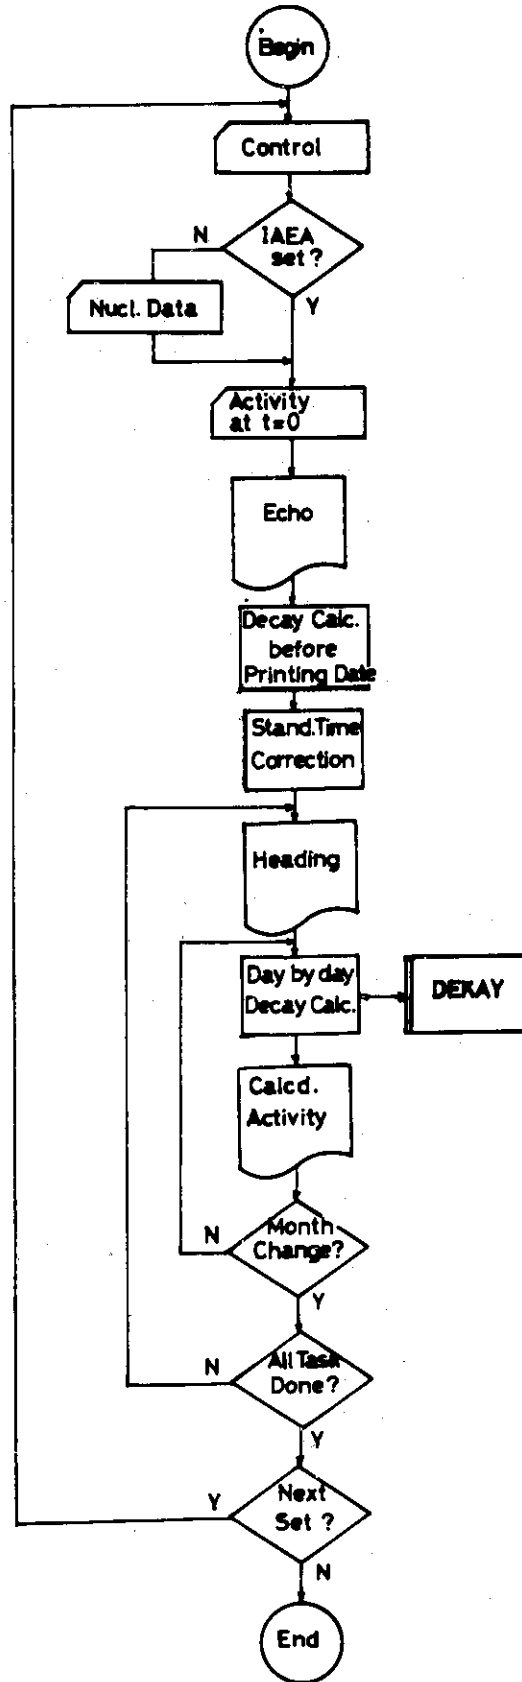 Begin
Control
IAEA
set ?
N
Y
Nucl. Data
Activity
at t=0
Echo
Decay Calc.
before
Printing Date
Stand.Time
Correction
Heading
Day by day
Decay Calc.
DEKAY
Calcd.
Activity
Month
Change?
N
Y
All Task
Done ?
N
Y
Next
Set ?
Y
N
End